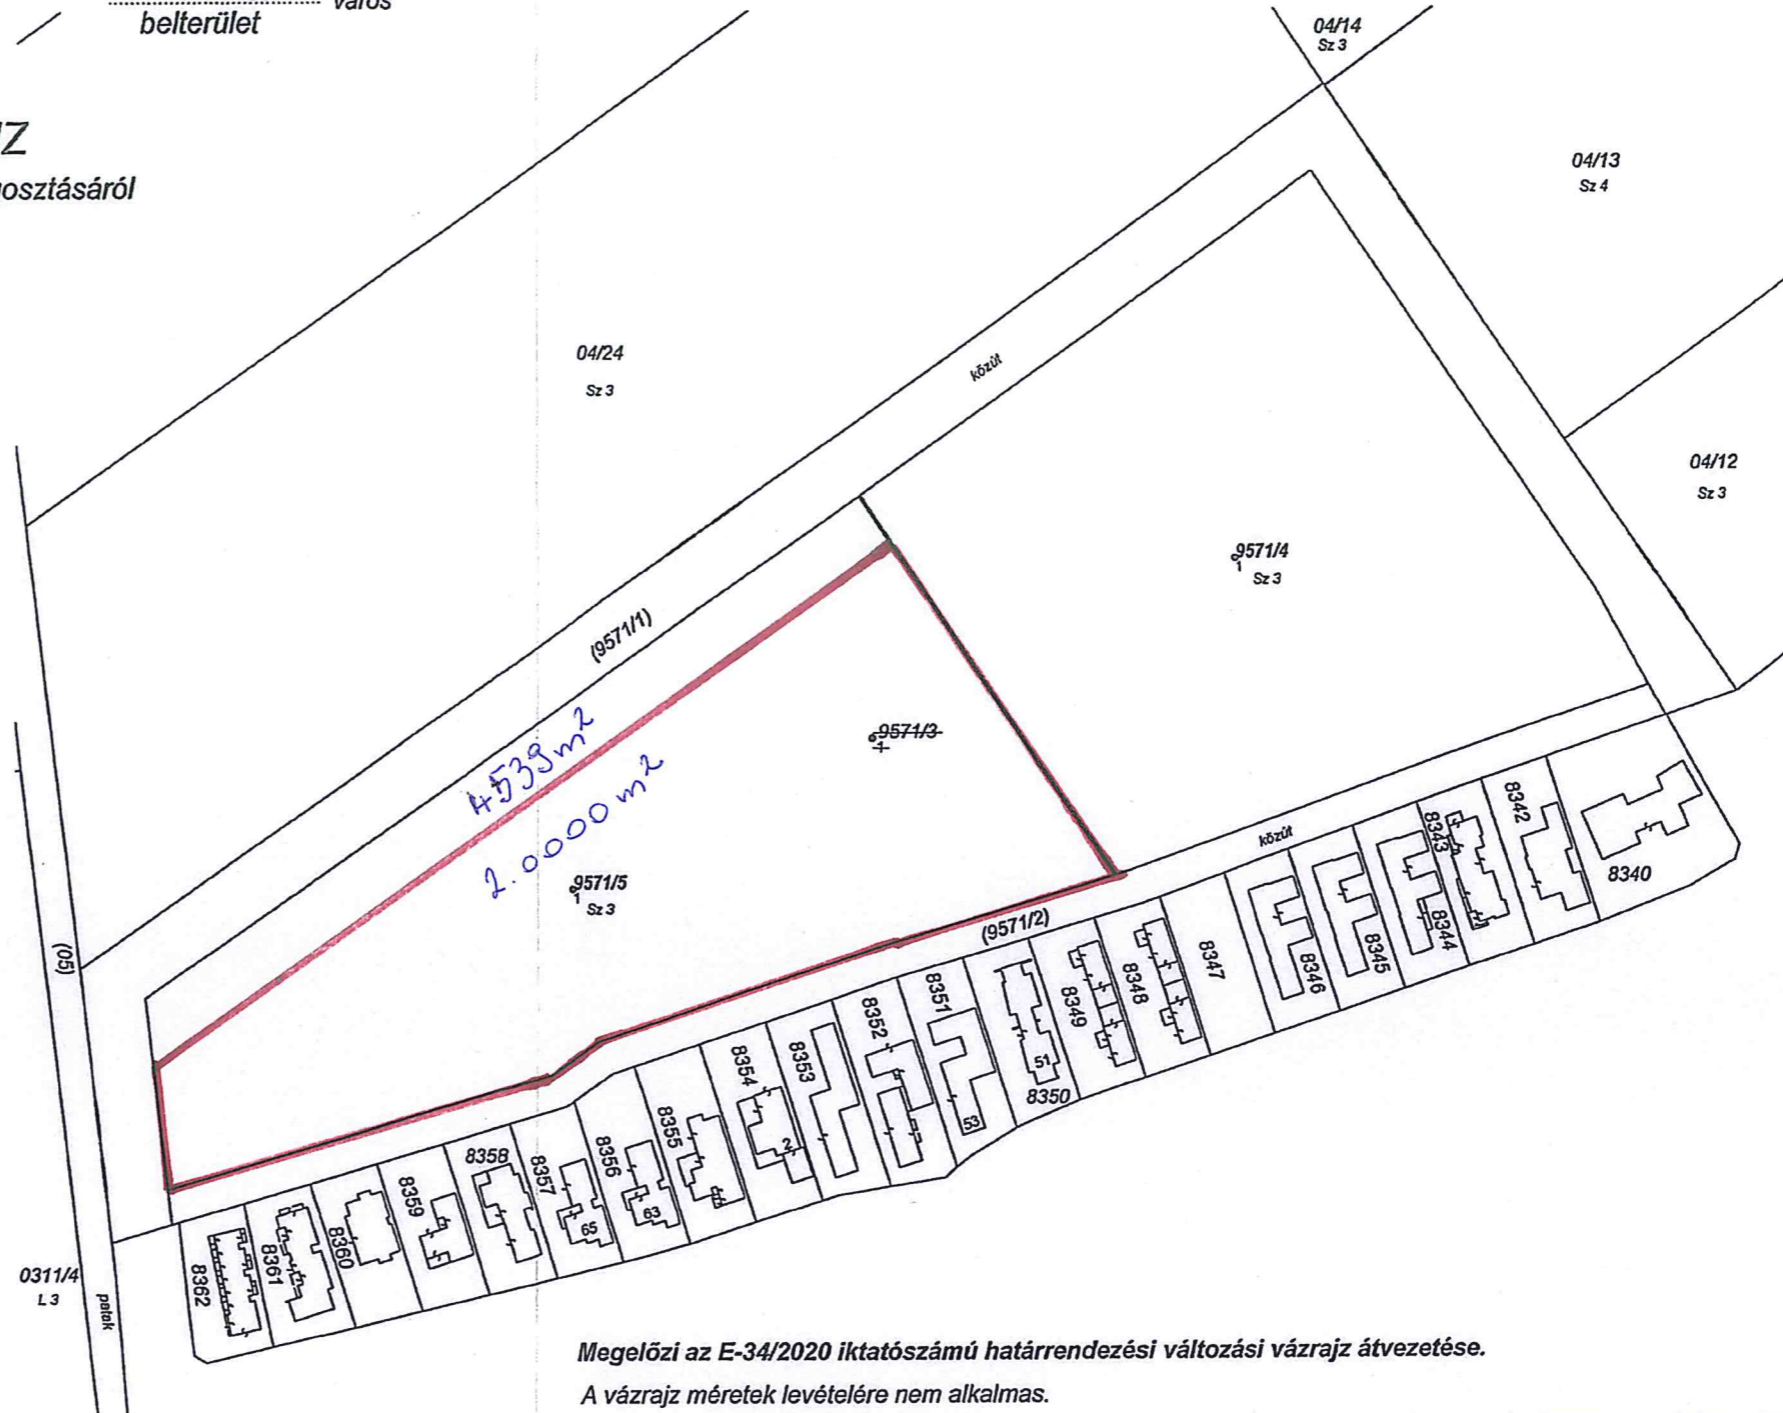 város
belterület
04/14
Sz 3
04/13
Sz 4
04/24
Sz 3
közút
04/12
Sz 3
9571/4
1
Sz 3
(9571/1)
9571/3
1
4539 m²
2.0000 m²
9571/5
1
Sz 3
közút
(9571/2)
(05)
8340
8342
8343
8344
8345
8346
8347
8348
8349
51
8350
8351
53
8352
8353
8354
2
8355
8356
63
8357
65
8358
8359
8360
8361
8362
0311/4
L 3
patak
Megelőzi az E-34/2020 iktatószámú határrendezési változási vázrajz átvezetése.
A vázrajz méretek levételére nem alkalmas.